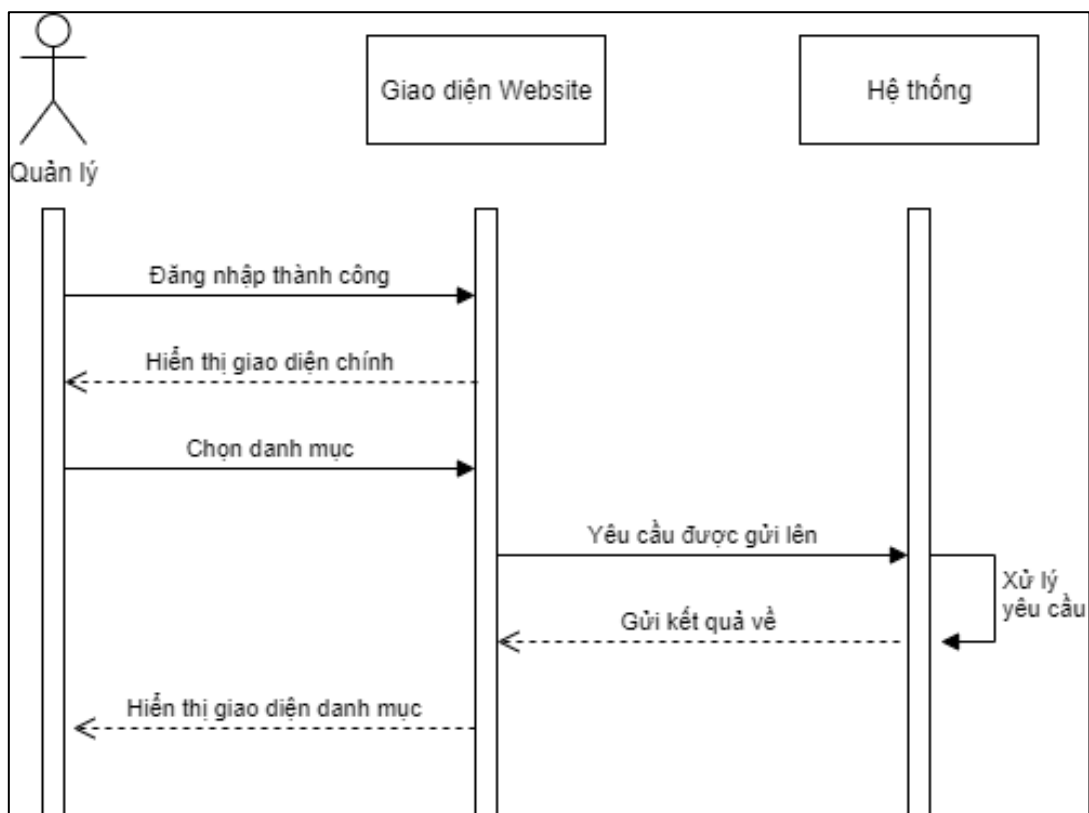 Giao diện Website
Hệ thống
Quản lý
Đăng nhập thành công
Hiển thị giao diện chính
Chọn danh mục
Yêu cầu được gửi lên
Xử lý
yêu cầu
Gửi kết quả về
Hiển thị giao diện danh mục